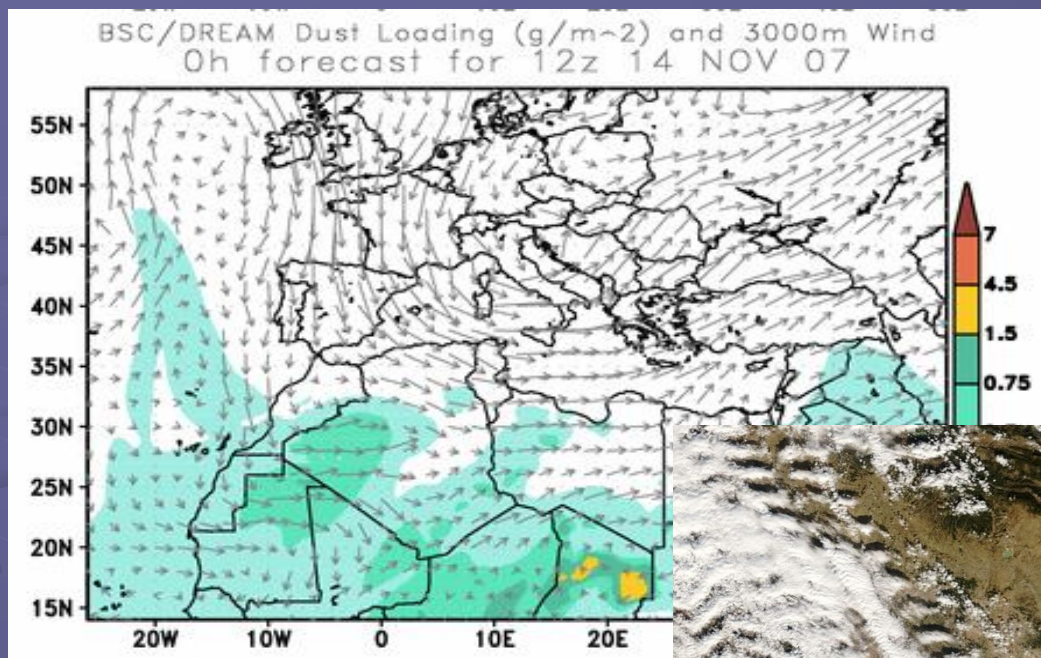 BSC/DREAM Dust Loading (g/m~2) and 3000m Wind
0h forecast for 12z 14 NOV 07
55N
50N
45N
40N
35N
30N
25N
20N
15N
20W
10W
0
10E
20E
7
4.5
1.5
0.75